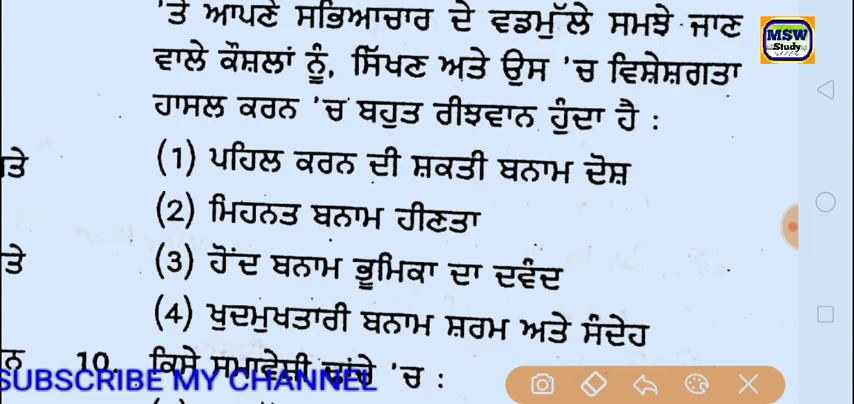 'ਤੇ ਆਪਣੇ ਸਭਿਆਚਾਰ ਦੇ ਵਡਮੁੱਲੇ ਸਮਝੇ ਜਾਣ
ਵਾਲੇ ਕੌਸ਼ਲਾਂ ਨੂੰ, ਸਿੱਖਣ ਅਤੇ ਉਸ 'ਚ ਵਿਸ਼ੇਸ਼ਗਤਾ
ਹਾਸਲ ਕਰਨ 'ਚ ਬਹੁਤ ਰੀਝਵਾਨ ਹੁੰਦਾ ਹੈ :
(1) ਪਹਿਲ ਕਰਨ ਦੀ ਸ਼ਕਤੀ ਬਨਾਮ ਦੋਸ਼
(2) ਮਿਹਨਤ ਬਨਾਮ ਹੀਣਤਾ
(3) ਹੋਂਦ ਬਨਾਮ ਭੂਮਿਕਾ ਦਾ ਦਵੰਦ
(4) ਖੁਦਮੁਖਤਾਰੀ ਬਨਾਮ ਸ਼ਰਮ ਅਤੇ ਸੰਦੇਹ
10. ਕਿਸੇ ਸਮਾਵੇਸ਼ੀ ਢਾਂਚੇ 'ਚ :
SUBSCRIBE MY CHANNEL
MSW
Study